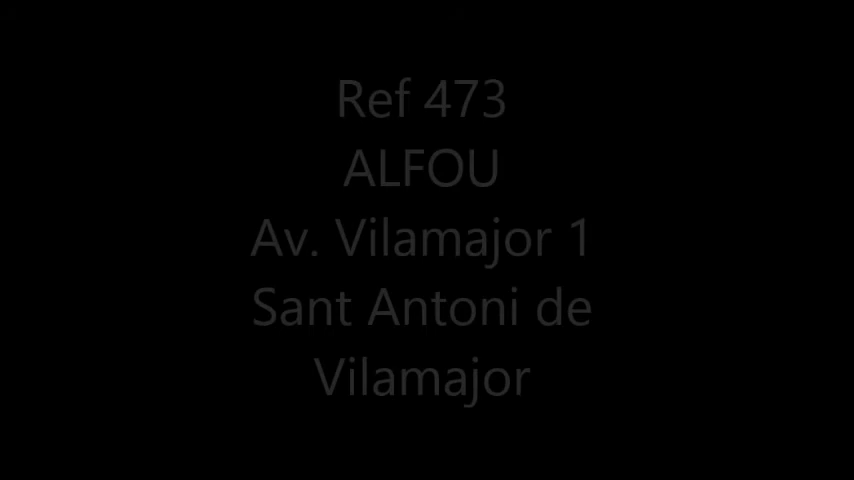 Ref 473
ALFOU
Av. Vilamajor 1
Sant Antoni de
Vilamajor